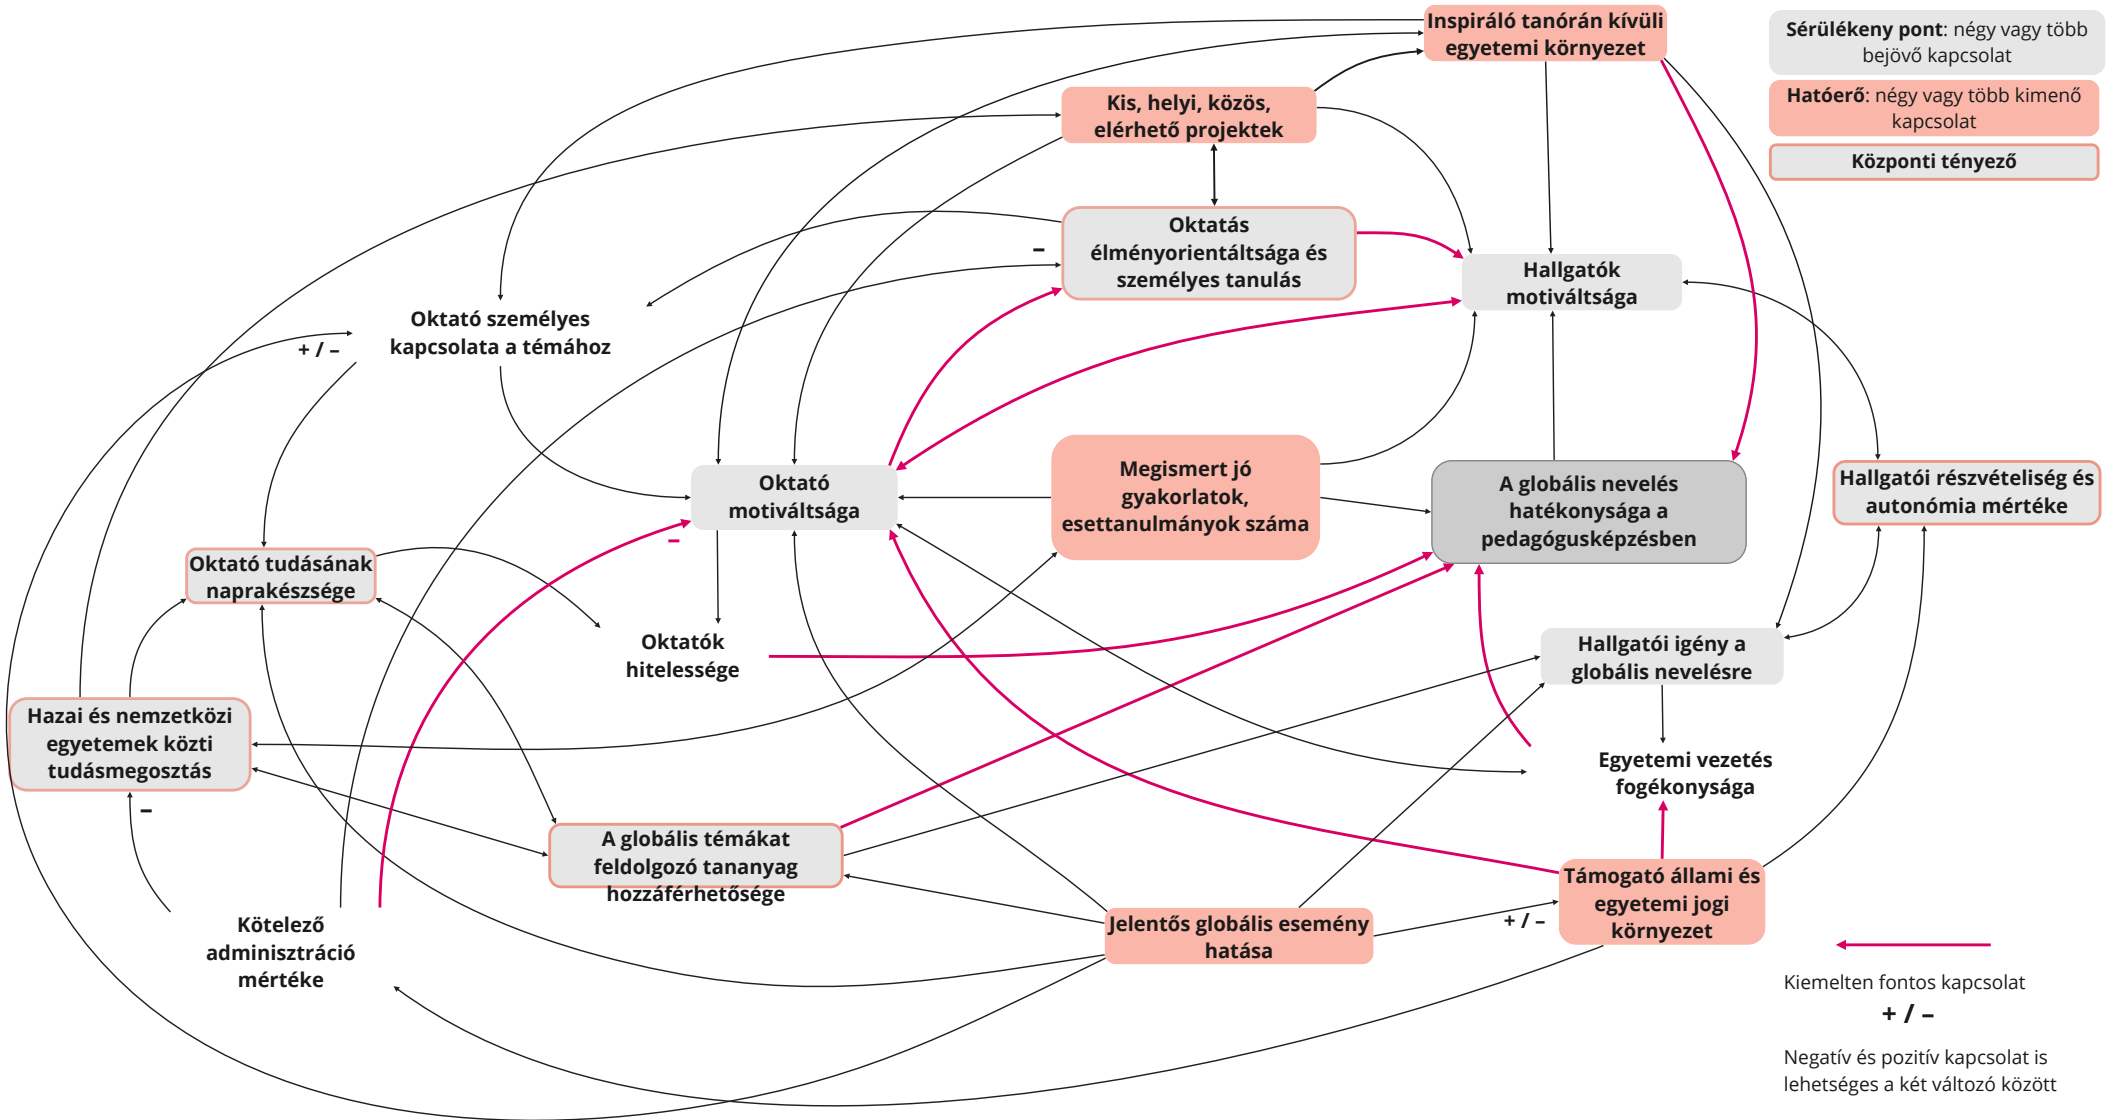 Inspiráló tanórán kívüli
egyetemi környezet
Sérülékeny pont: négy vagy több
bejövő kapcsolat
Hatóerő: négy vagy több kimenő
kapcsolat
Központi tényező
Kis, helyi, közös,
elérhető projektek
Oktatás
élményorientáltsága és
személyes tanulás
–
Hallgatók
motiváltsága
Oktató személyes
kapcsolata a témához
+ / –
Oktató
motiváltsága
–
Megismert jó
gyakorlatok,
esettanulmányok száma
A globális nevelés
hatékonysága a
pedagógusképzésben
Hallgatói részvételiség és
autonómia mértéke
Oktató tudásának
naprakészsége
Oktatók
hitelessége
Hallgatói igény a
globális nevelésre
Hazai és nemzetközi
egyetemek közti
tudásmegosztás
–
Egyetemi vezetés
fogékonysága
A globális témákat
feldolgozó tananyag
hozzáférhetősége
Támogató állami és
egyetemi jogi
környezet
+ / –
Jelentős globális esemény
hatása
Kötelező
adminisztráció
mértéke
Kiemelten fontos kapcsolat
+ / –
Negatív és pozitív kapcsolat is
lehetséges a két változó között